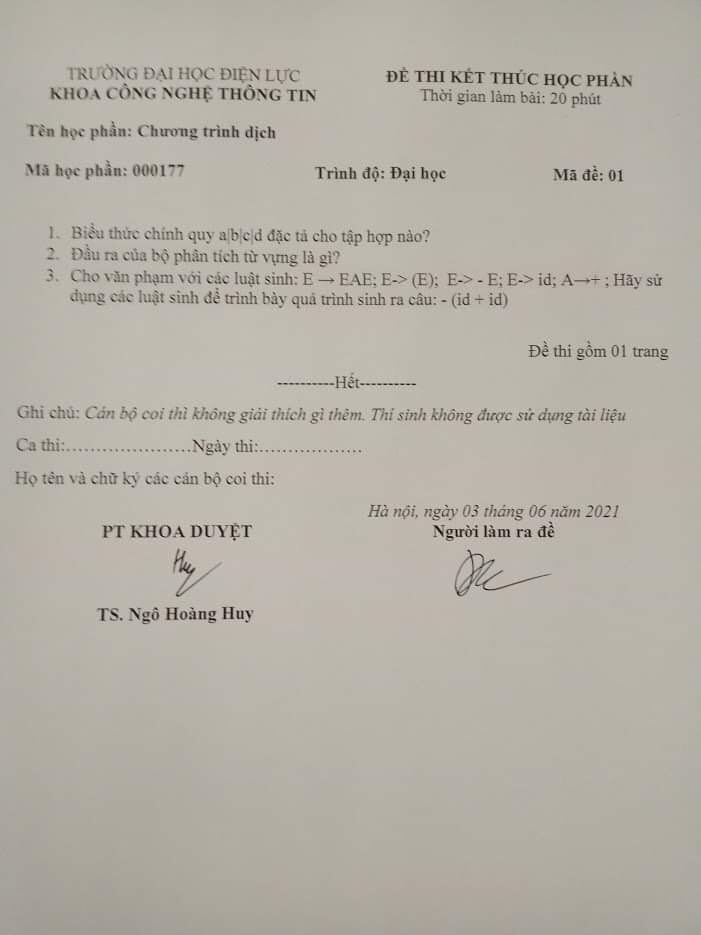 TRƯỜNG ĐẠI HỌC ĐIỆN LỰC
KHOA CÔNG NGHỆ THÔNG TIN
ĐỀ THI KẾT THÚC HỌC PHẦN
Thời gian làm bài: 20 phút
Tên học phần: Chương trình dịch
Mã học phần: 000177 Trình độ: Đại học Mã đề: 01
1. Biểu thức chính quy a|b|c|d đặc tả cho tập hợp nào?
2. Đầu ra của bộ phân tích từ vựng là gì?
3. Cho văn phạm với các luật sinh: E → EAE; E-> (E); E-> - E; E-> id; A→+ ; Hãy sử
dụng các luật sinh để trình bày quá trình sinh ra câu: - (id + id)
Đề thi gồm 01 trang
----------Hết----------
Ghi chú: Cán bộ coi thi không giải thích gì thêm. Thí sinh không được sử dụng tài liệu
Ca thi:.....................Ngày thi:..................
Họ tên và chữ ký các cán bộ coi thi:
Hà nội, ngày 03 tháng 06 năm 2021
PT KHOA DUYỆT Người làm ra đề
Huy
TS. Ngô Hoàng Huy